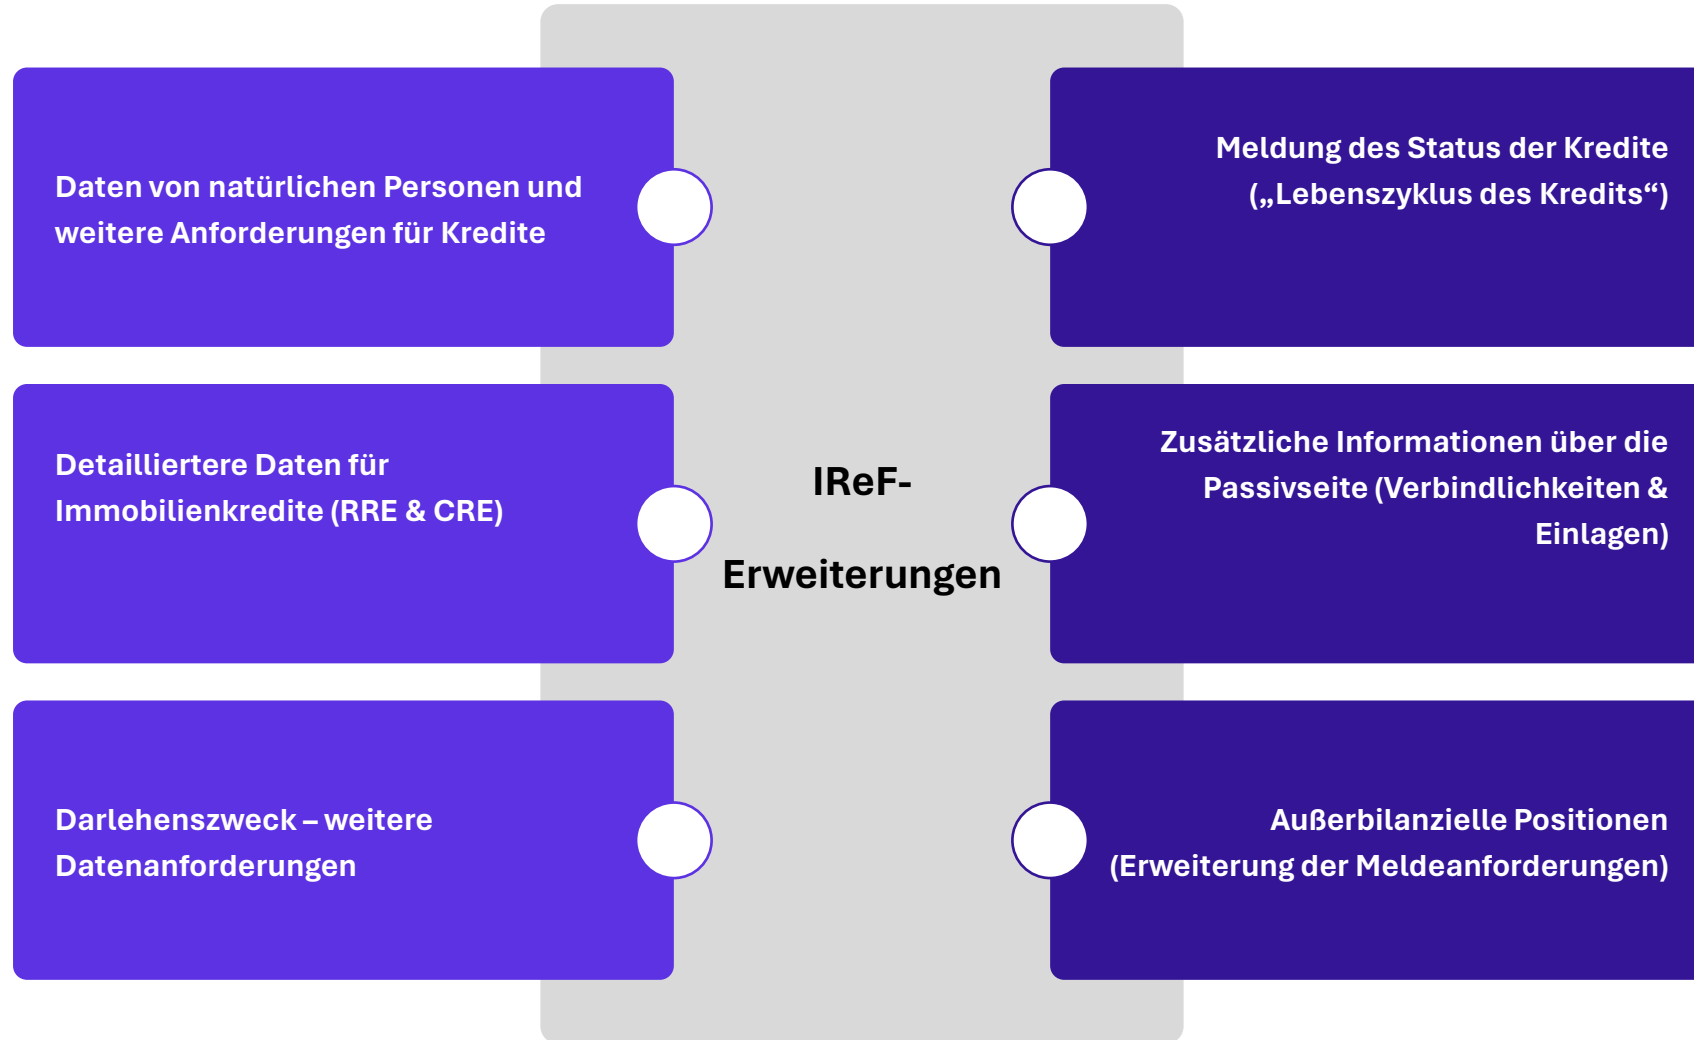 Daten von natürlichen Personen und
weitere Anforderungen für Kredite
Detailliertere Daten für
Immobilienkredite (RRE & CRE)
Darlehenszweck – weitere
Datenanforderungen
IReF-
Erweiterungen
Meldung des Status der Kredite
(„Lebenszyklus des Kredits“)
Zusätzliche Informationen über die
Passivseite (Verbindlichkeiten &
Einlagen)
Außerbilanzielle Positionen
(Erweiterung der Meldeanforderungen)